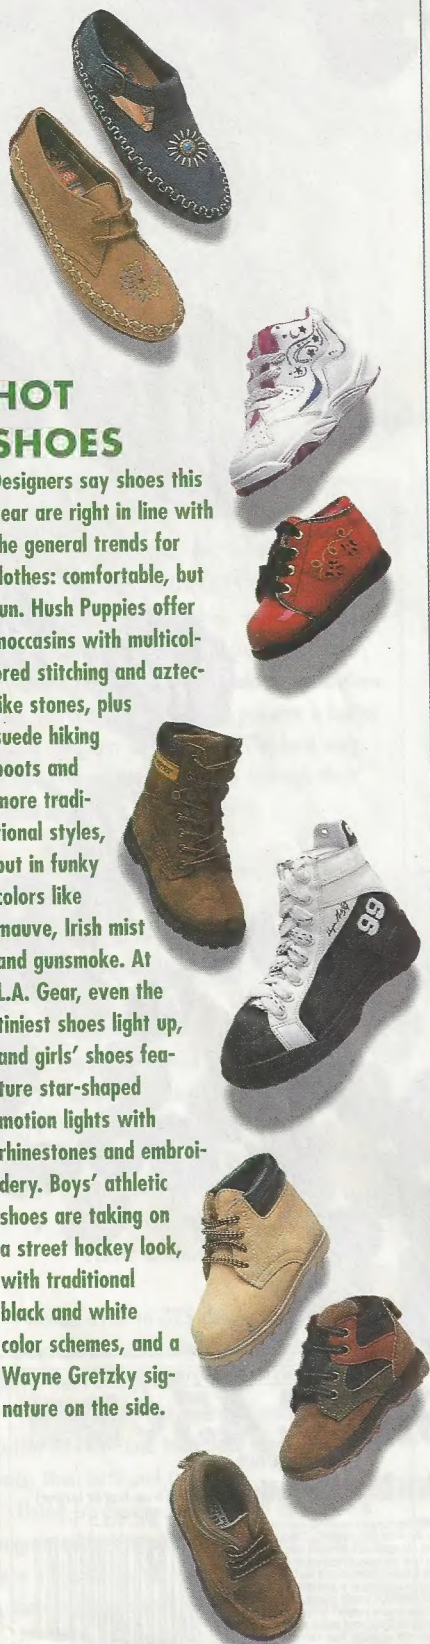 HOT
SHOES
Designers say shoes this
ear are right in line with
he general trends for
lothes: comfortable, but
un. Hush Puppies offer
moccasins with multicol-
ored stitching and aztec-
like stones, plus
suede hiking
boots and
more tradi-
tional styles,
but in funky
colors like
mauve, Irish mist
and gunsmoke. At
L.A. Gear, even the
tiniest shoes light up,
and girls' shoes fea-
ture star-shaped
motion lights with
rhinestones and embroi-
dery. Boys' athletic
shoes are taking on
a street hockey look,
with traditional
black and white
color schemes, and a
Wayne Gretzky sig-
nature on the side.
99